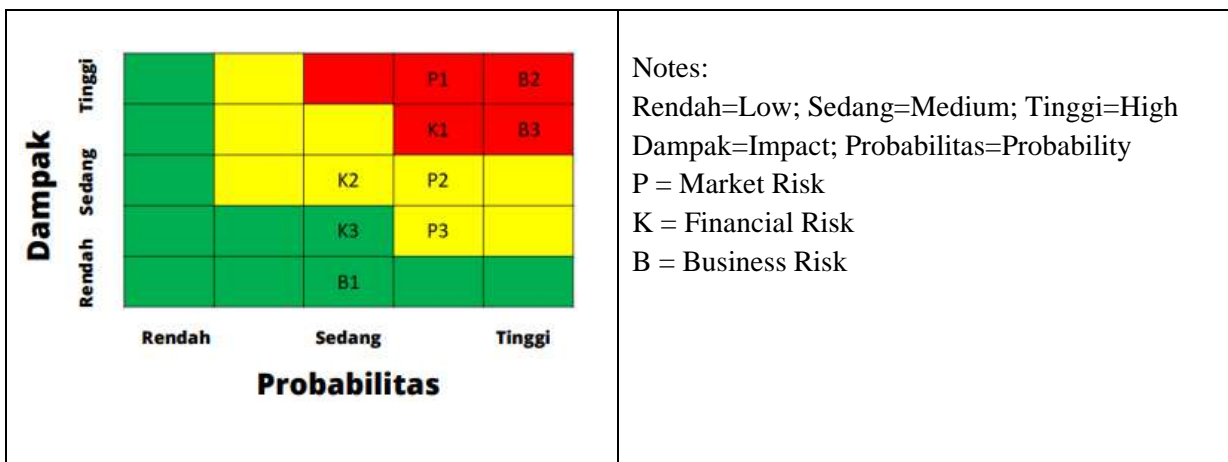 Dampak
Tinggi
Sedang
Rendah
P1 B2
K1 B3
K2 P2
K3 P3
B1
Rendah Sedang Tinggi
Probabilitas
Notes:
Rendah=Low; Sedang=Medium; Tinggi=High
Dampak=Impact; Probabilitas=Probability
P = Market Risk
K = Financial Risk
B = Business Risk